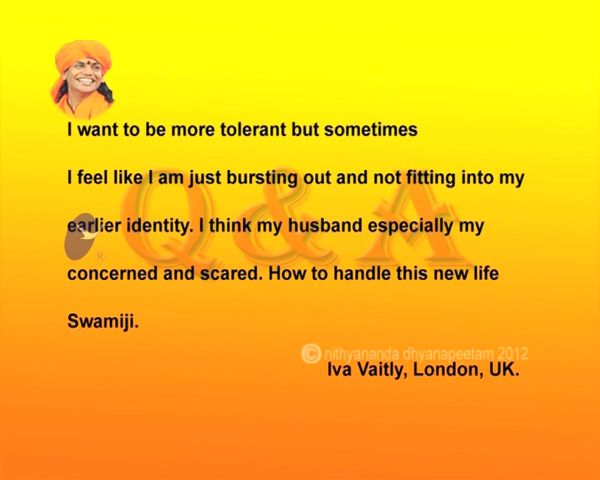 I want to be more tolerant but sometimes
I feel like I am just bursting out and not fitting into my
earlier identity. I think my husband especially my
concerned and scared. How to handle this new life
Swamiji.
Q & A
®
© nithyananda dhyanapeetam 2012
Iva Vaitly, London, UK.